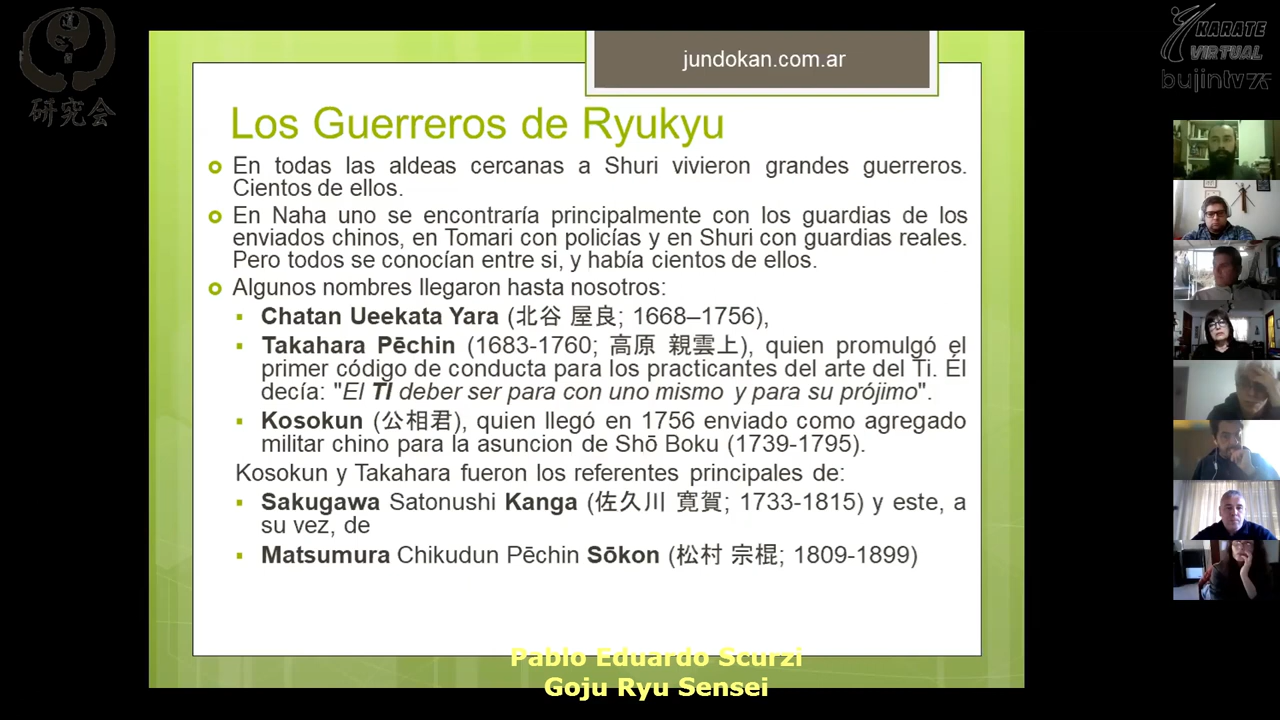 研究会
KARATE
VIRTUAL
bujintv
jundokan.com.ar
Los Guerreros de Ryukyu
En todas las aldeas cercanas a Shuri vivieron grandes guerreros.
Cientos de ellos.
En Naha uno se encontraría principalmente con los guardias de los
enviados chinos, en Tomari con policías y en Shuri con guardias reales.
Pero todos se conocían entre si, y había cientos de ellos.
Algunos nombres llegaron hasta nosotros:
Chatan Ueekata Yara (北谷 屋良; 1668–1756),
Takahara Pēchin (1683-1760; 高原 親雲上), quien promulgó el
primer código de conducta para los practicantes del arte del Ti. Él
decía: "El TI deber ser para con uno mismo y para su prójimo".
Kosokun (公相君), quien llegó en 1756 enviado como agregado
militar chino para la asuncion de Shō Boku (1739-1795).
Kosokun y Takahara fueron los referentes principales de:
Sakugawa Satonushi Kanga (佐久川 寛賀; 1733-1815) y este, a
su vez, de
Matsumura Chikudun Pēchin Sōkon (松村 宗棍; 1809-1899)
Pablo Eduardo Scurzi
Goju Ryu Sensei